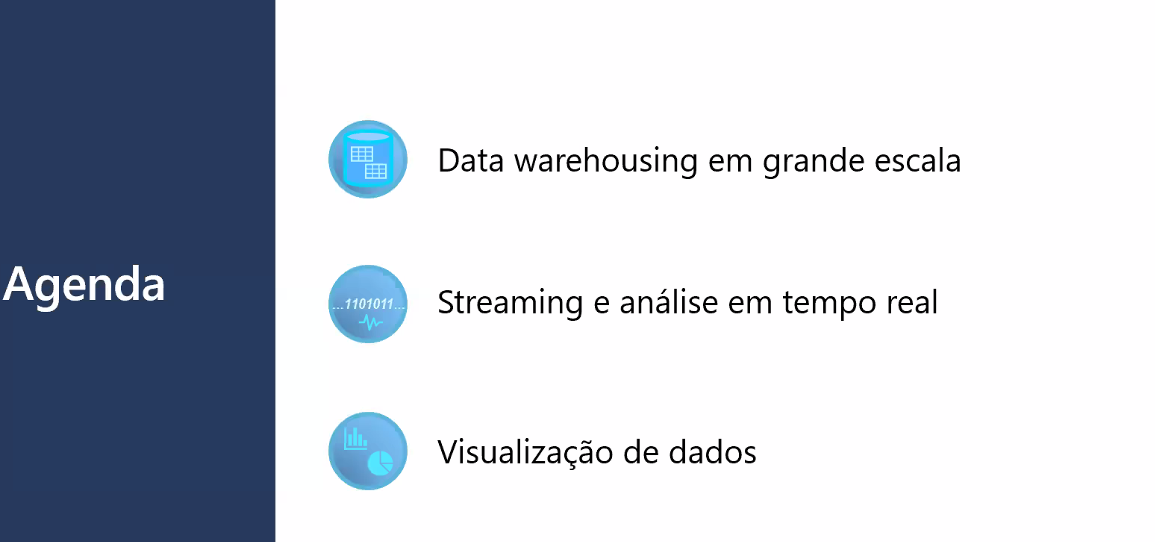 Agenda
Data warehousing em grande escala
...1101011...
Streaming e análise em tempo real
Visualização de dados